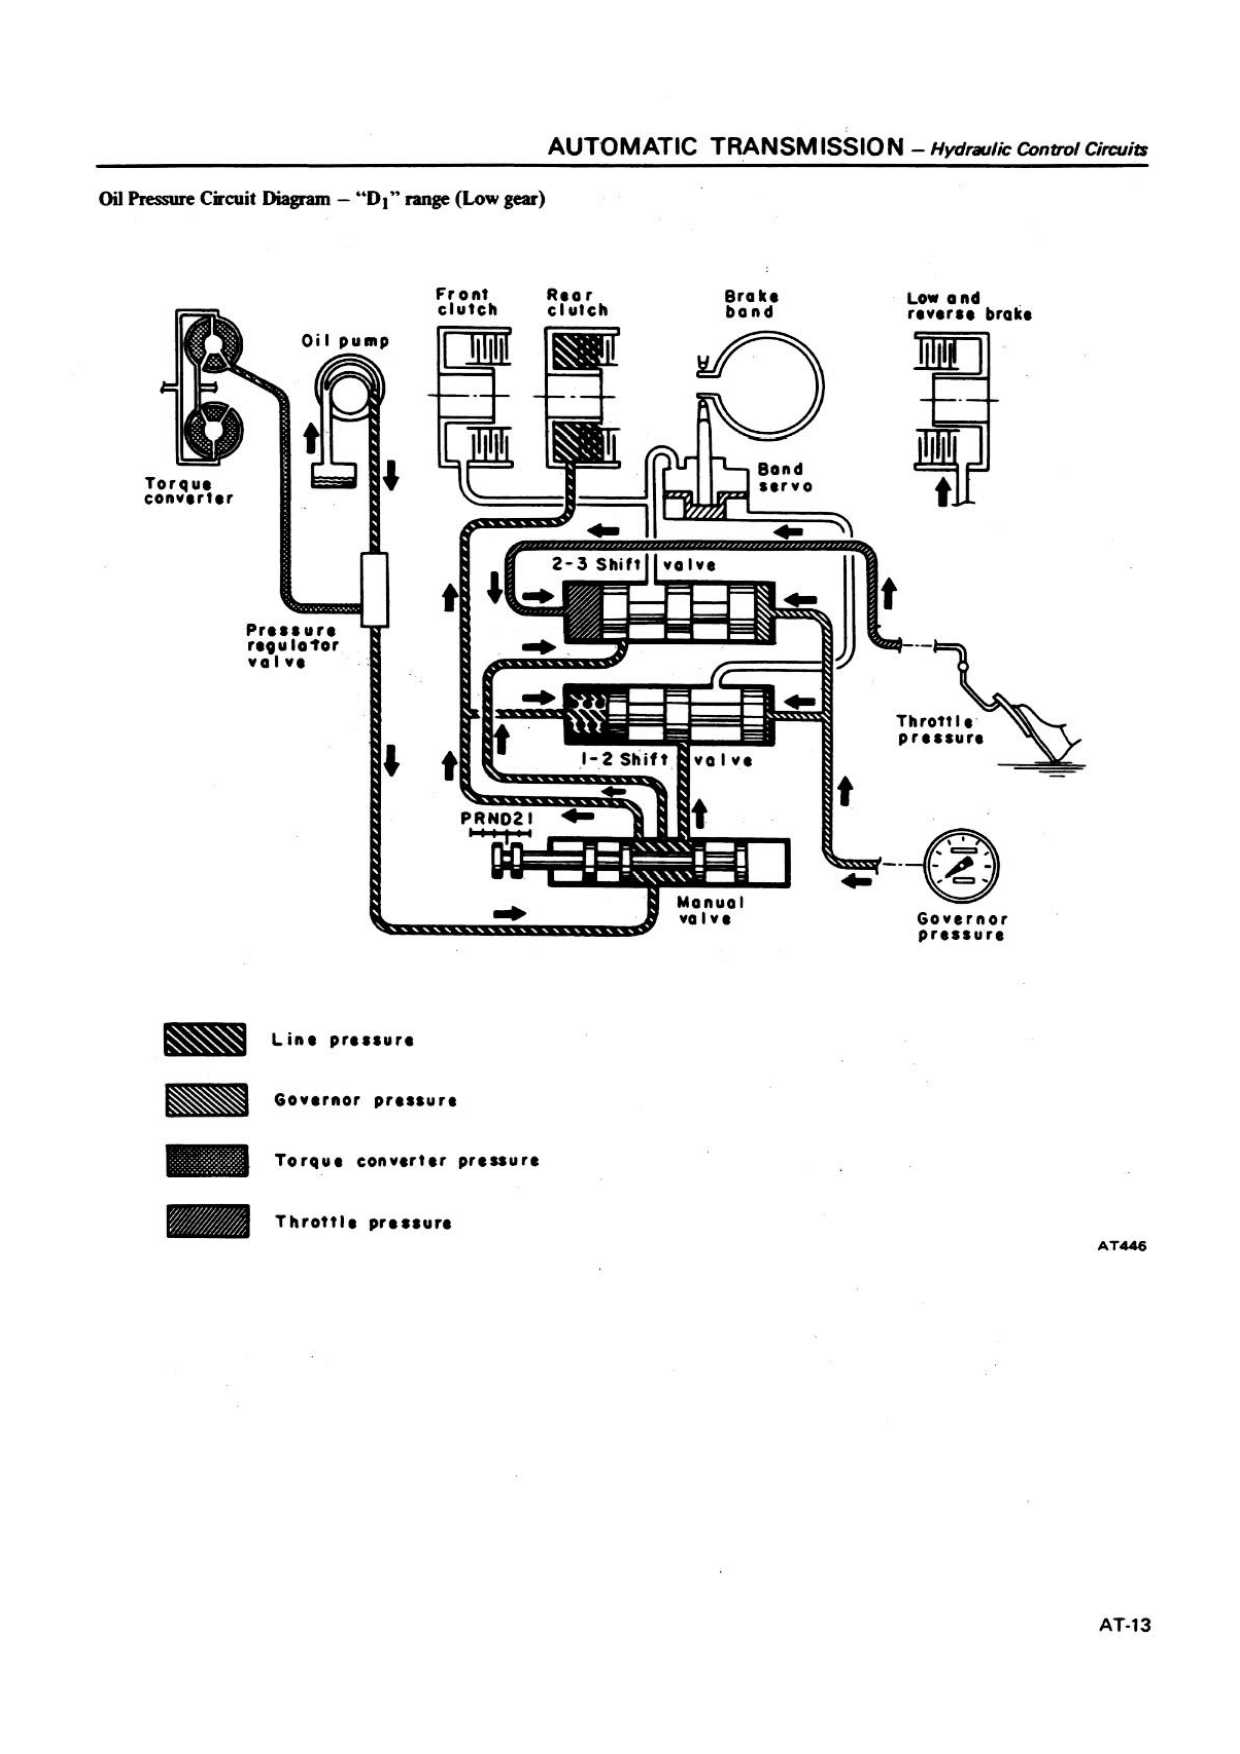 AUTOMATIC TRANSMISSION – Hydraulic Control Circuits
Oil Pressure Circuit Diagram – “D1” range (Low gear)
Front
clutch
Rear
clutch
Brake
band
Low and
reverse brake
Oil pump
Torque
converter
Band
servo
2-3 Shift valve
Pressure
regulator
valve
Throttle
pressure
1-2 Shift valve
PRND21
Manual
valve
Governor
pressure
Line pressure
Governor pressure
Torque converter pressure
Throttle pressure
AT446
AT-13